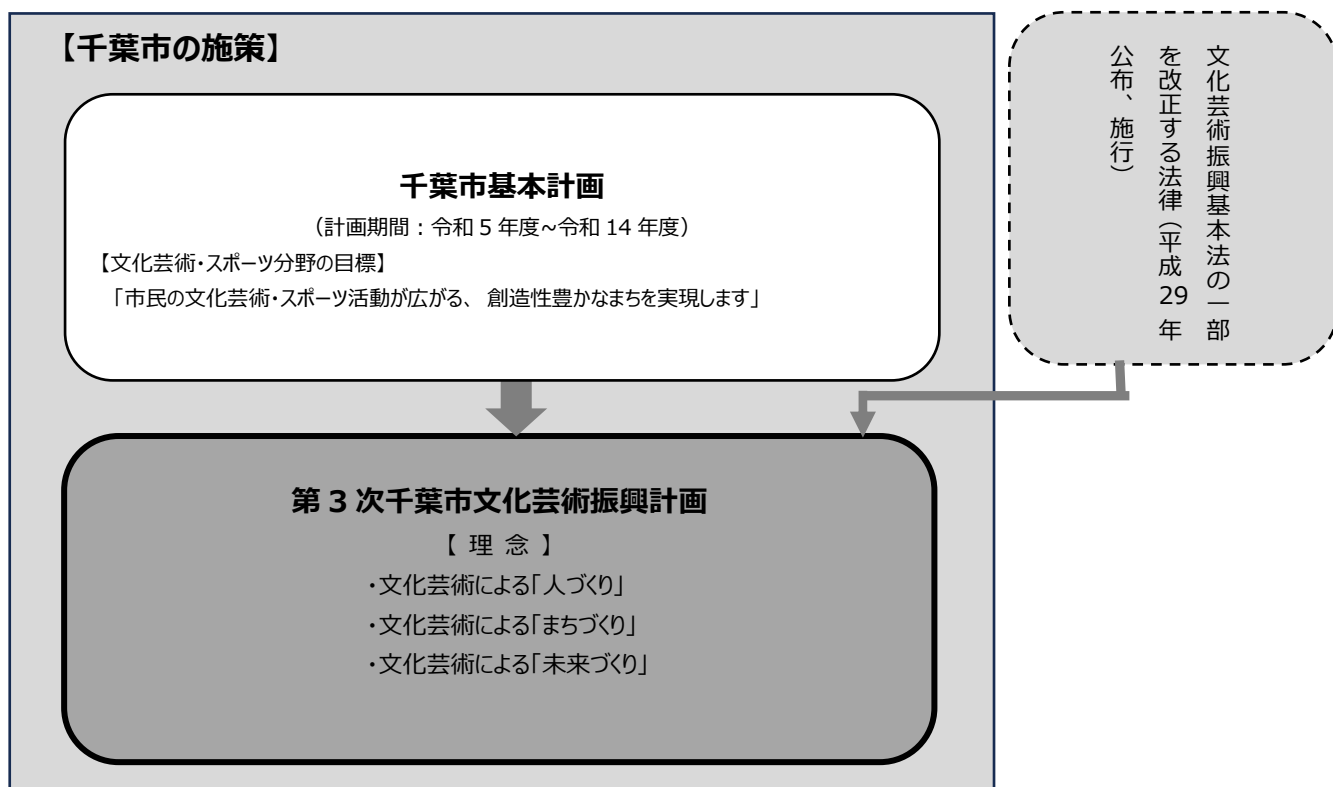 【千葉市の施策】
千葉市基本計画
（計画期間：令和 5 年度~令和 14 年度）
【文化芸術・スポーツ分野の目標】
「市民の文化芸術・スポーツ活動が広がる、 創造性豊かなまちを実現します」
第 3 次千葉市文化芸術振興計画
【 理 念 】
・文化芸術による「人づくり」
・文化芸術による「まちづくり」
・文化芸術による「未来づくり」
文化芸術振興基本法の一部
を改正する法律（平成 29 年
公布、施行）